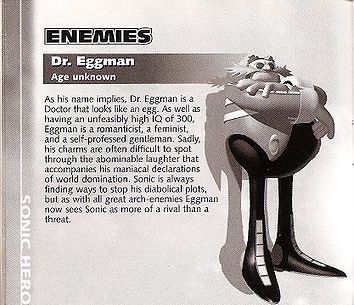 ENEMIES
Dr. Eggman
Age unknown
As his name implies, Dr. Eggman is a
Doctor that looks like an egg. As well as
having an unfeasibly high IQ of 300,
Eggman is a romanticist, a feminist,
and a self-professed gentleman. Sadly,
his charms are often difficult to spot
through the abominable laughter that
accompanies his maniacal declarations
of world domination. Sonic is always
finding ways to stop his diabolical plots,
but as with all great arch-enemies Eggman
now sees Sonic as more of a rival than a
threat.
SONIC HERO